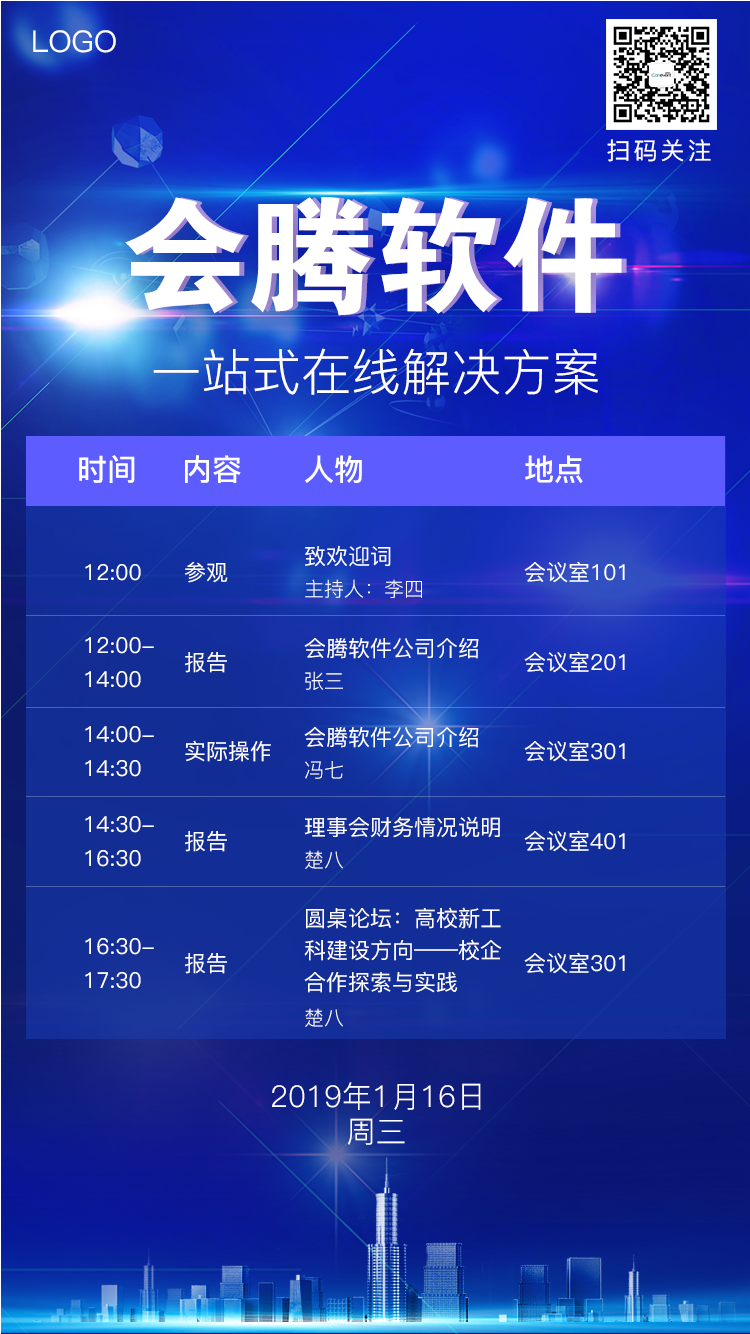 LOGO
扫码关注
会腾软件
一站式在线解决方案
时间 内容 人物 地点
12:00 参观 致欢迎词 会议室101
主持人：李四
12:00-
14:00
报告
会腾软件公司介绍
张三
会议室201
14:00-
14:30
实际操作
会腾软件公司介绍
冯七
会议室301
14:30-
16:30
报告
理事会财务情况说明
楚八
会议室401
16:30-
17:30
报告
圆桌论坛：高校新工
科建设方向——校企
合作探索与实践
楚八
会议室301
2019年1月16日
周三